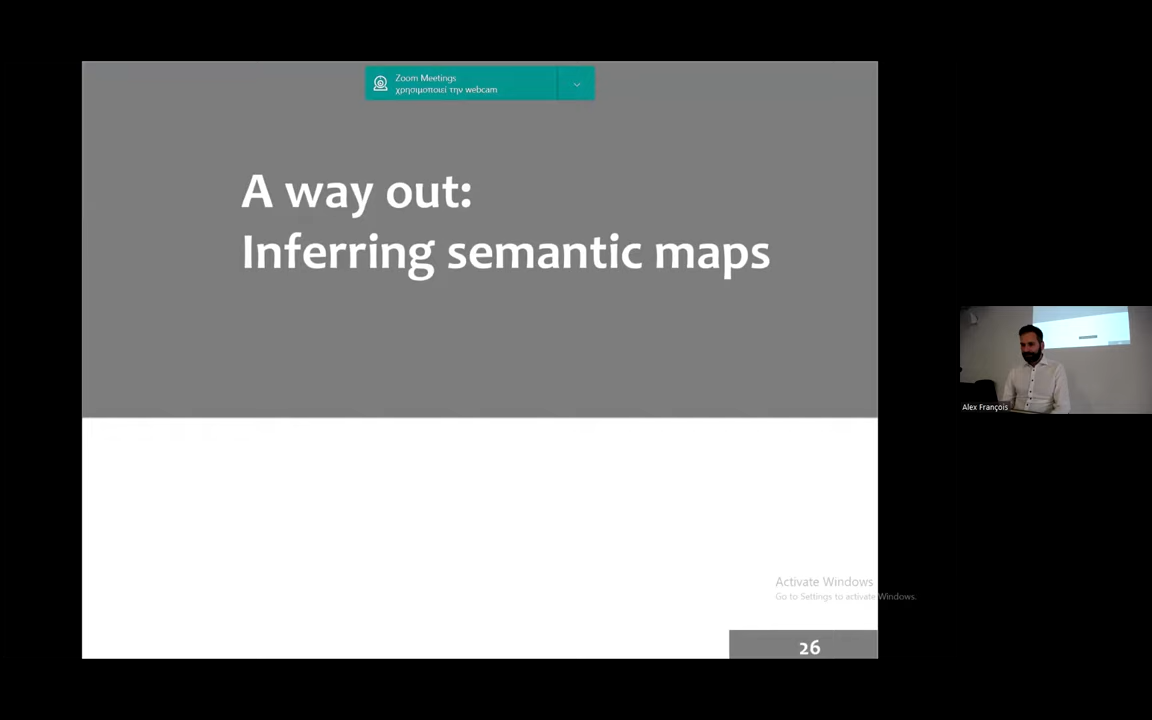 Zoom Meetings
χρησιμοποιεί την webcam
A way out:
Inferring semantic maps
Alex François
Activate Windows
Go to Settings to activate Windows.
26